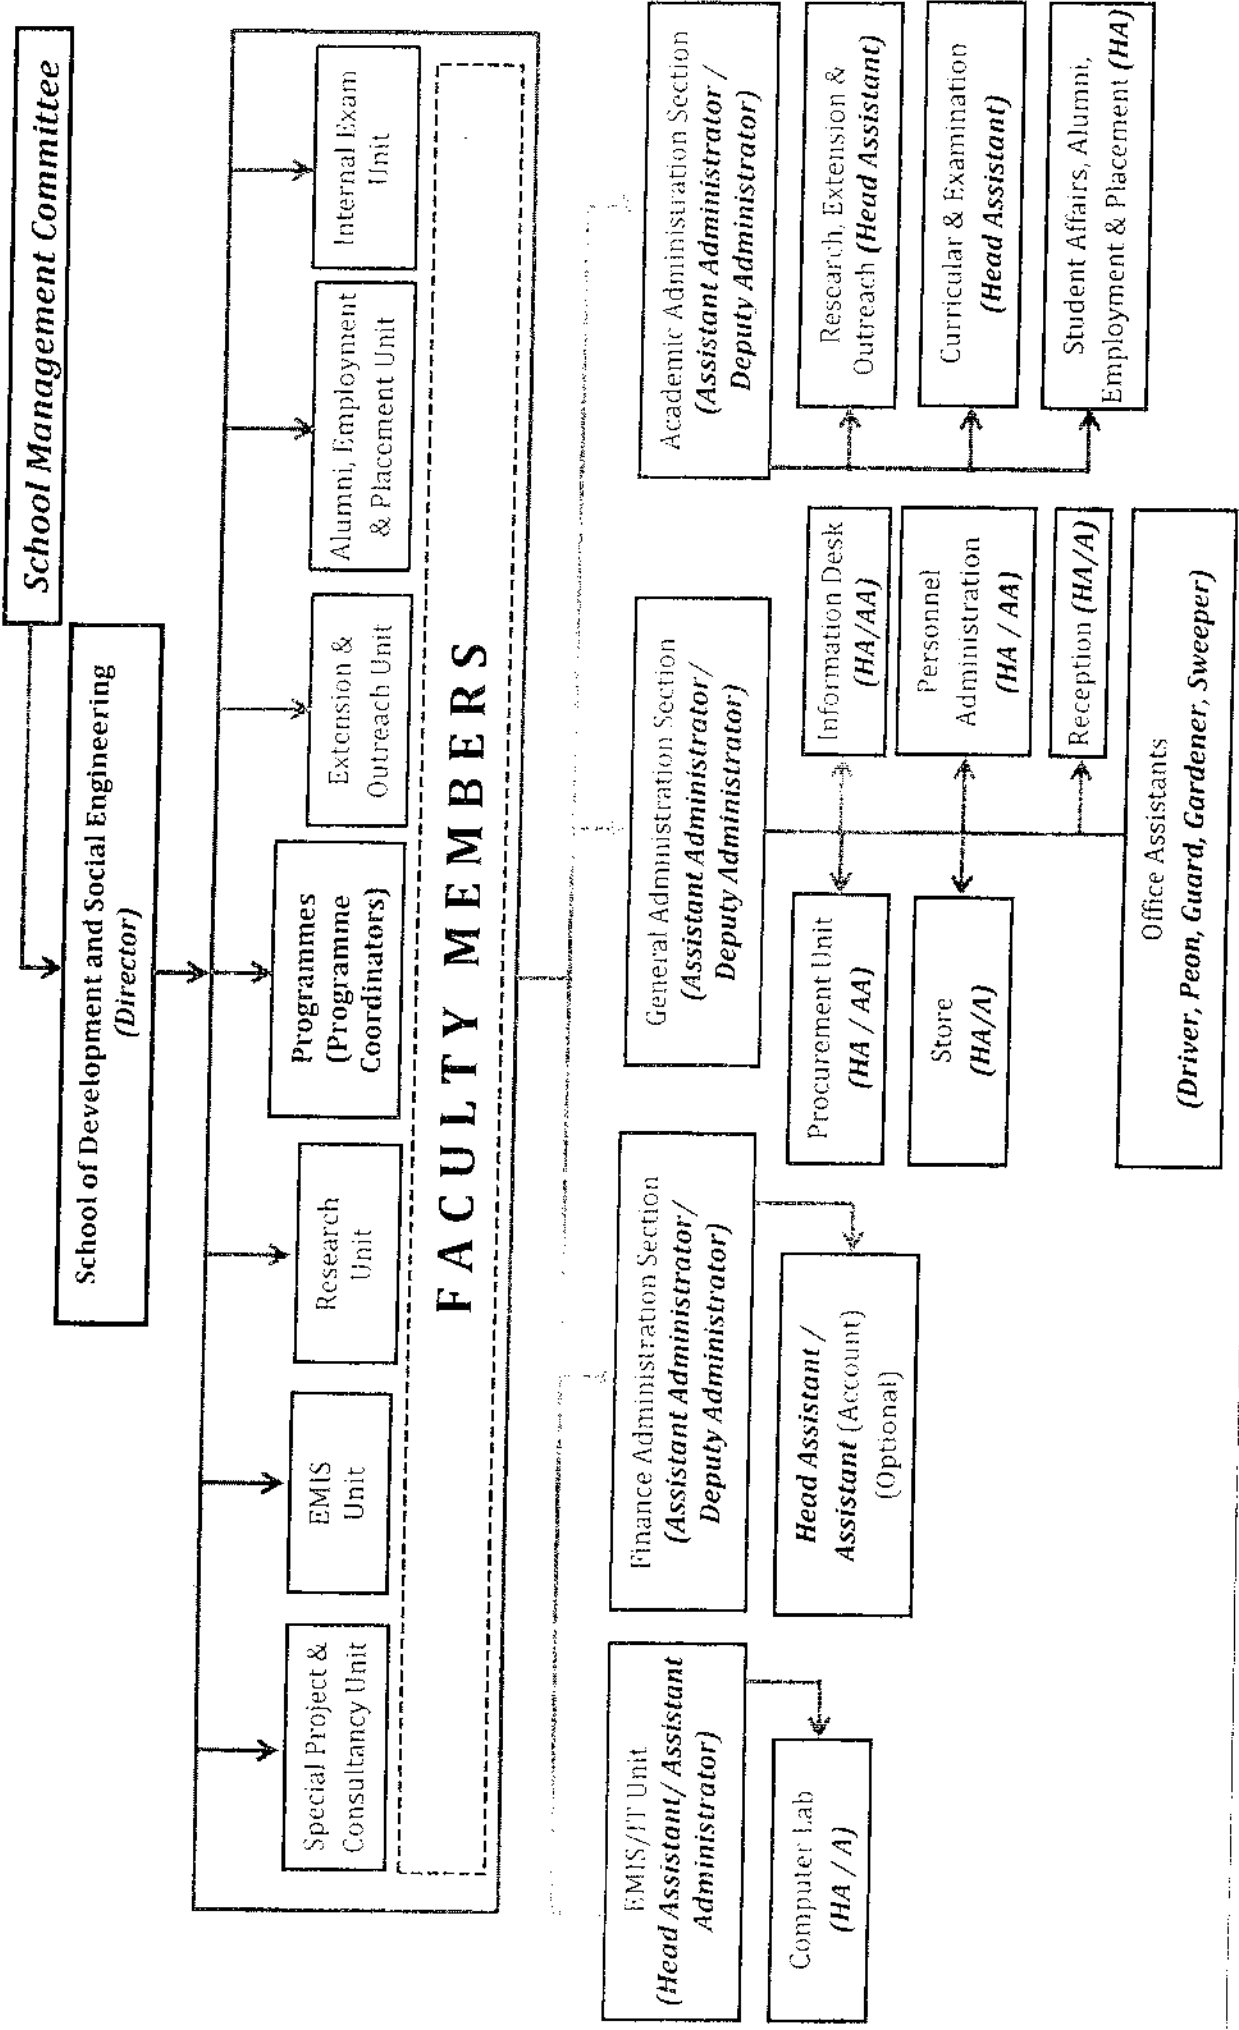 School Management Committee
School of Development and Social Engineering
(Director)
Special Project &
Consultancy Unit
EMIS
Unit
Research
Unit
Programmes
(Programme
Coordinators)
Extension &
Outreach Unit
Alumni, Employment
& Placement Unit
Internal Exam
Unit
FACULTY MEMBERS
EMIS/IT Unit
(Head Assistant/ Assistant
Administrator)
Computer Lab
(HA / A)
Finance Administration Section
(Assistant Administrator/
Deputy Administrator)
Head Assistant /
Assistant (Account)
(Optional)
General Administration Section
(Assistant Administrator/
Deputy Administrator)
Procurement Unit
(HA / AA)
Information Desk
(HA/AA)
Store
(HA/A)
Personnel
Administration
(HA / AA)
Reception (HA/A)
Office Assistants
(Driver, Peon, Guard, Gardener, Sweeper)
Academic Administration Section
(Assistant Administrator /
Deputy Administrator)
Research, Extension &
Outreach (Head Assistant)
Curricular & Examination
(Head Assistant)
Student Affairs, Alumni,
Employment & Placement (HA)